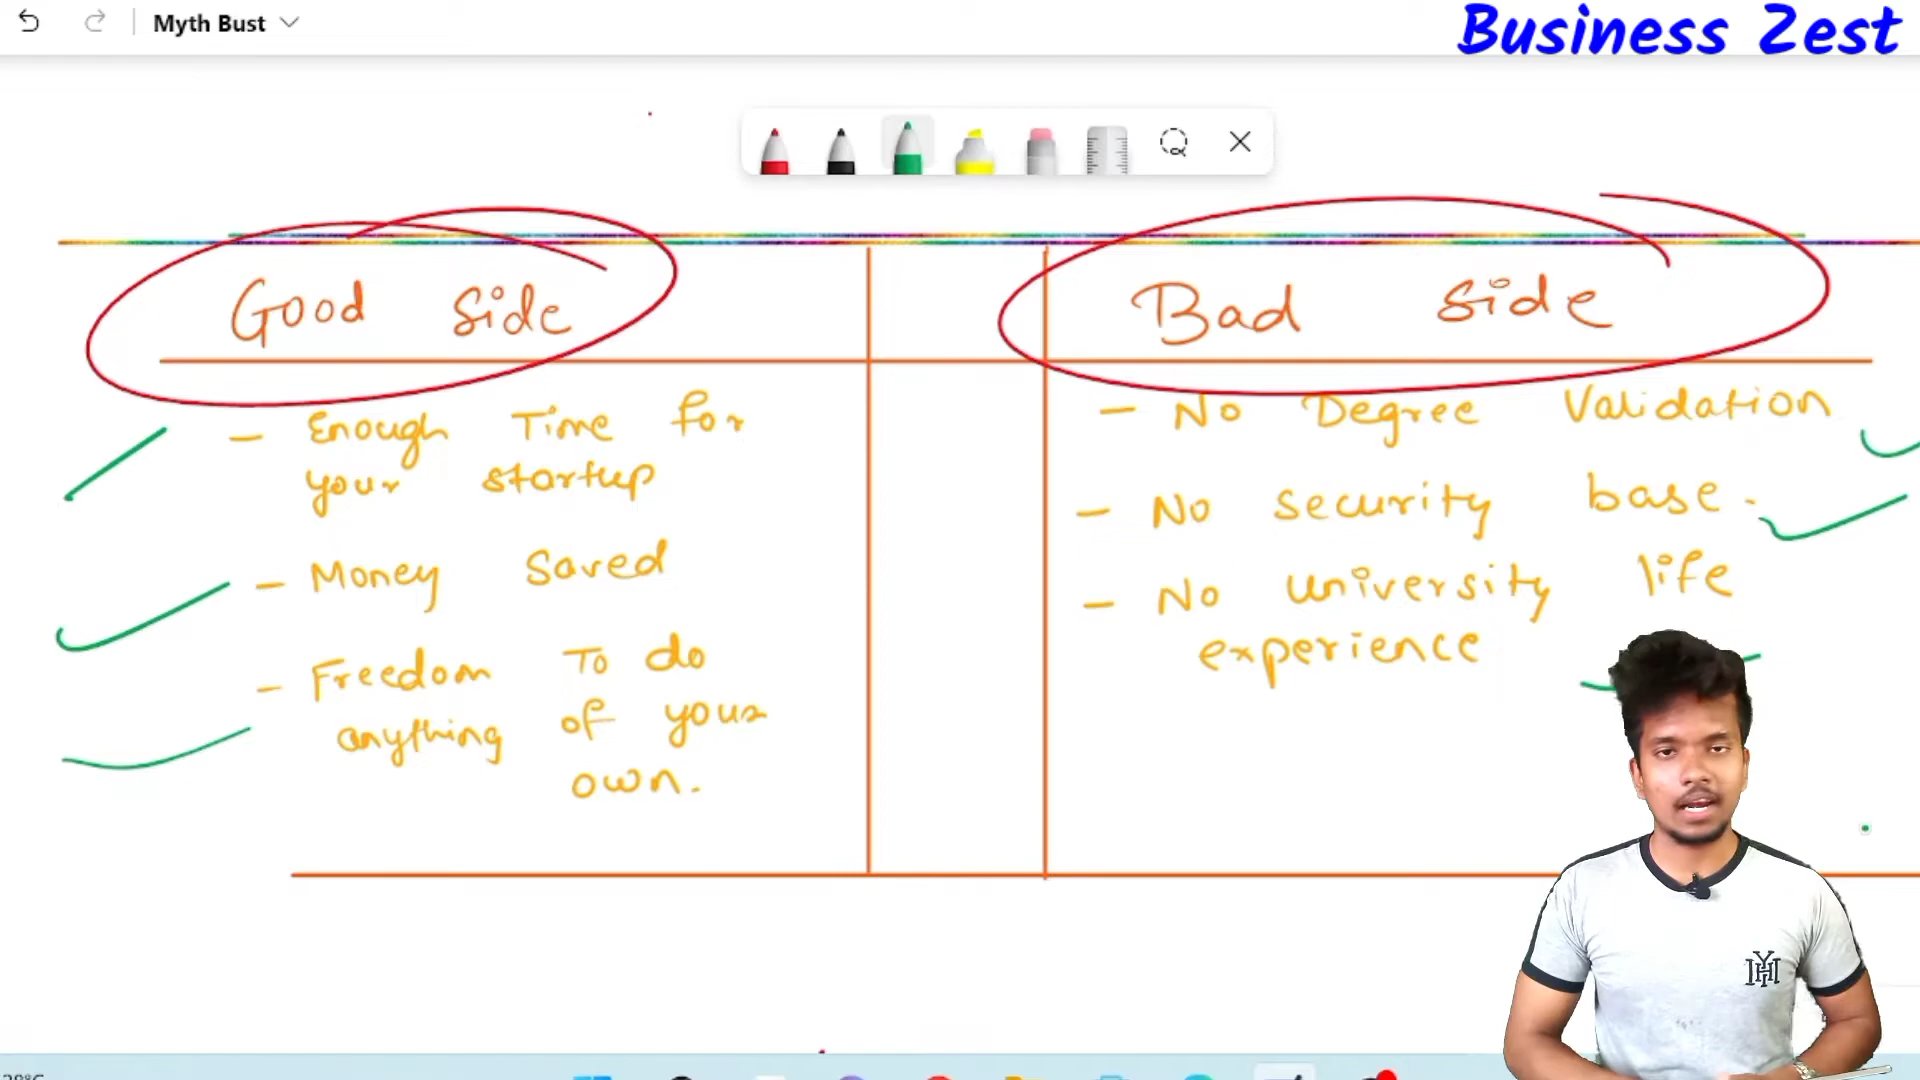 Myth Bust
Business Zest
Good Side
Bad side
- Enough Time for
your startup
- Money Saved
- Freedom To do
anything of your
own.
- No Degree Validation
- No security base.
- No university life
experience